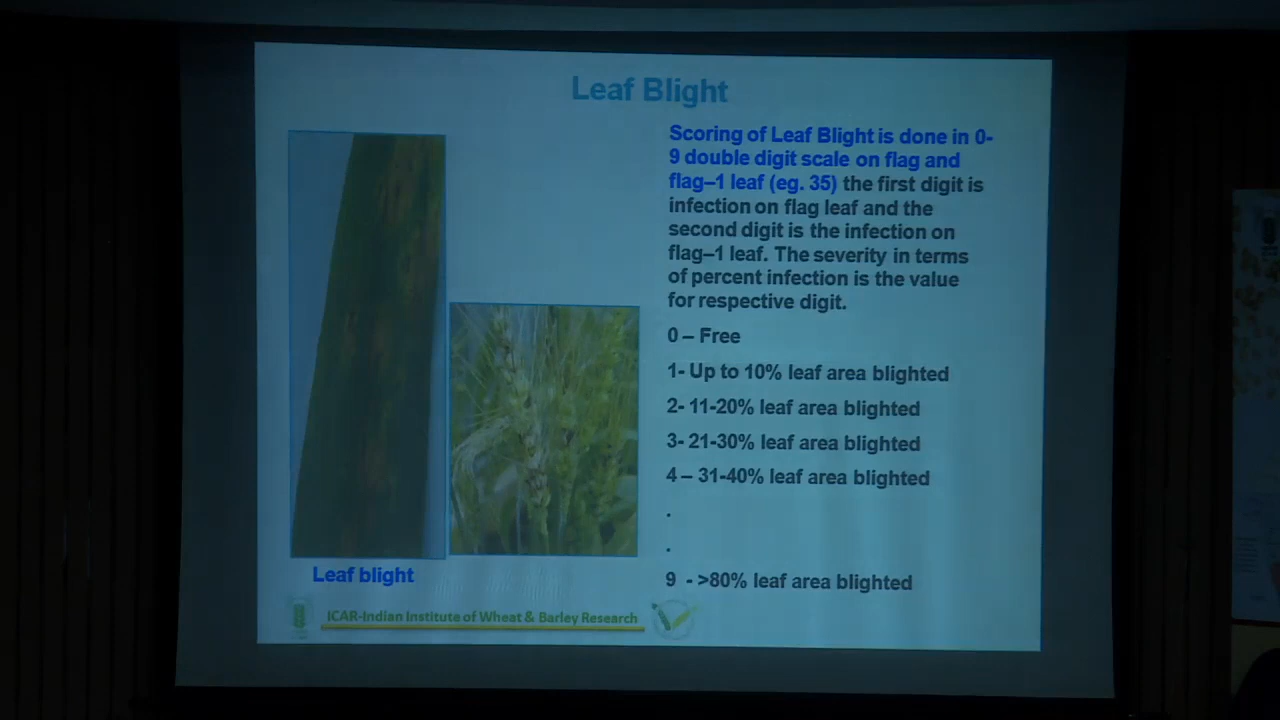 Leaf Blight
Scoring of Leaf Blight is done in 0-
9 double digit scale on flag and
flag–1 leaf (eg. 35) the first digit is
infection on flag leaf and the
second digit is the infection on
flag–1 leaf. The severity in terms
of percent infection is the value
for respective digit.
0 – Free
1- Up to 10% leaf area blighted
2- 11-20% leaf area blighted
3- 21-30% leaf area blighted
4 – 31-40% leaf area blighted
.
.
9 - >80% leaf area blighted
Leaf blight
ICAR-Indian Institute of Wheat & Barley Research